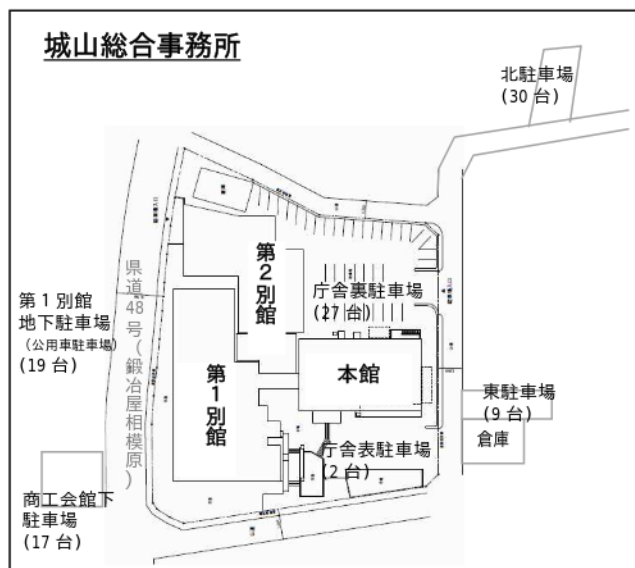 城山総合事務所
北駐車場
(30 台)
第2別館
県道48号(鍛冶屋相模原)
第 1 別館
地下駐車場
(公用車駐車場)
(19 台)
庁舎裏駐車場
(27 台)
第1別館
本館
東駐車場
(9 台)
倉庫
庁舎表駐車場
(2 台)
商工会館下
駐車場
(17 台)